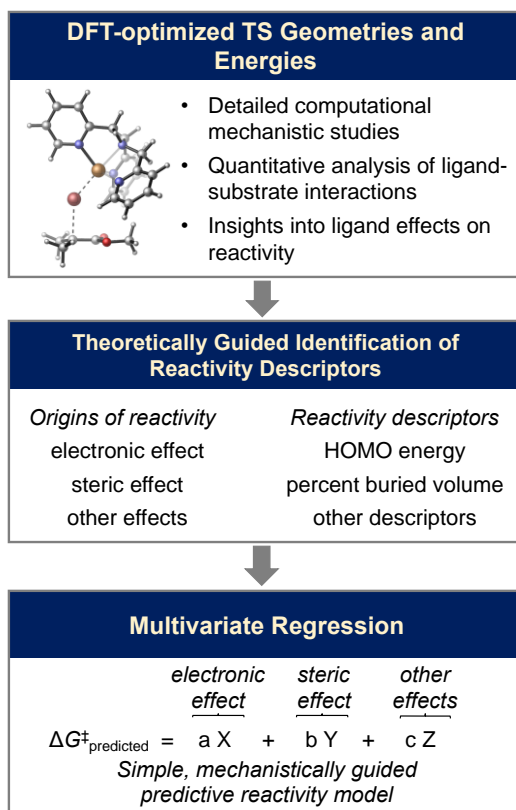 DFT-optimized TS Geometries and
Energies
• Detailed computational
mechanistic studies
• Quantitative analysis of ligand-
substrate interactions
• Insights into ligand effects on
reactivity
Theoretically Guided Identification of
Reactivity Descriptors
Origins of reactivity Reactivity descriptors
electronic effect HOMO energy
steric effect percent buried volume
other effects other descriptors
Multivariate Regression
electronic steric other
effect effect effects
ΔG‡predicted = a X + b Y + c Z
Simple, mechanistically guided
predictive reactivity model